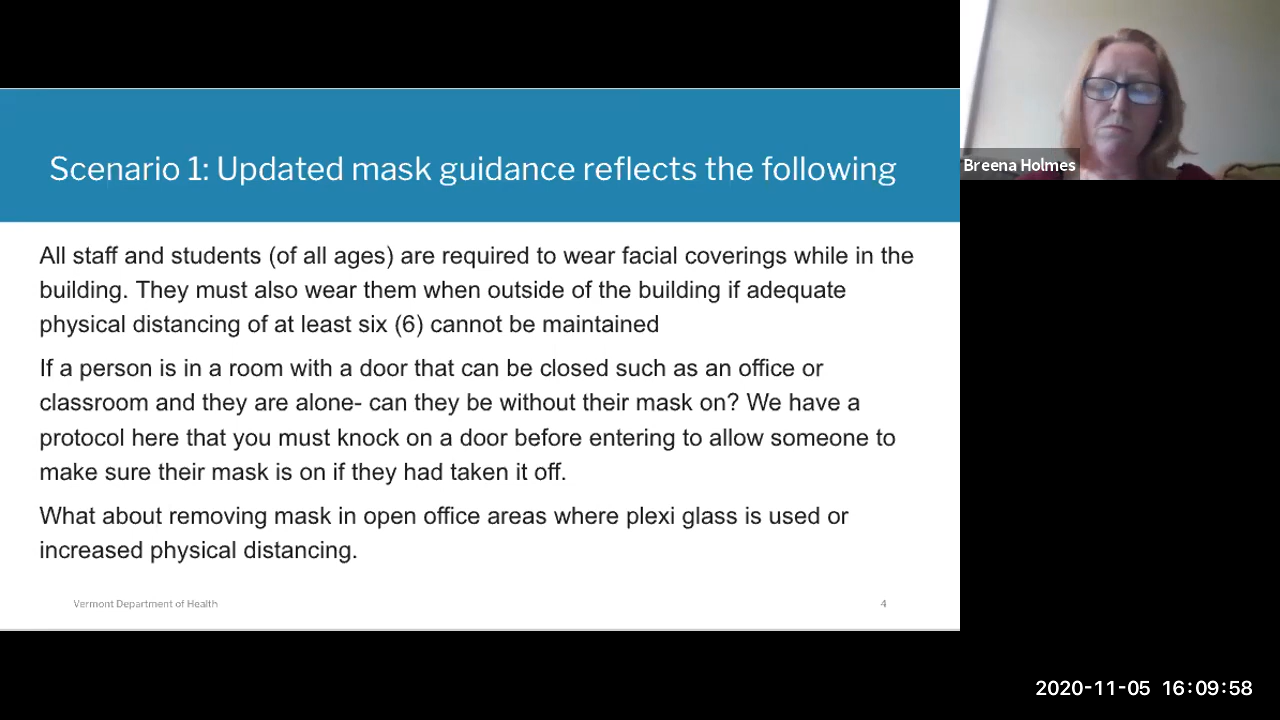 Scenario 1: Updated mask guidance reflects the following
Breena Holmes
All staff and students (of all ages) are required to wear facial coverings while in the
building. They must also wear them when outside of the building if adequate
physical distancing of at least six (6) cannot be maintained
If a person is in a room with a door that can be closed such as an office or
classroom and they are alone- can they be without their mask on? We have a
protocol here that you must knock on a door before entering to allow someone to
make sure their mask is on if they had taken it off.
What about removing mask in open office areas where plexi glass is used or
increased physical distancing.
Vermont Department of Health
4
2020-11-05 16:09:58